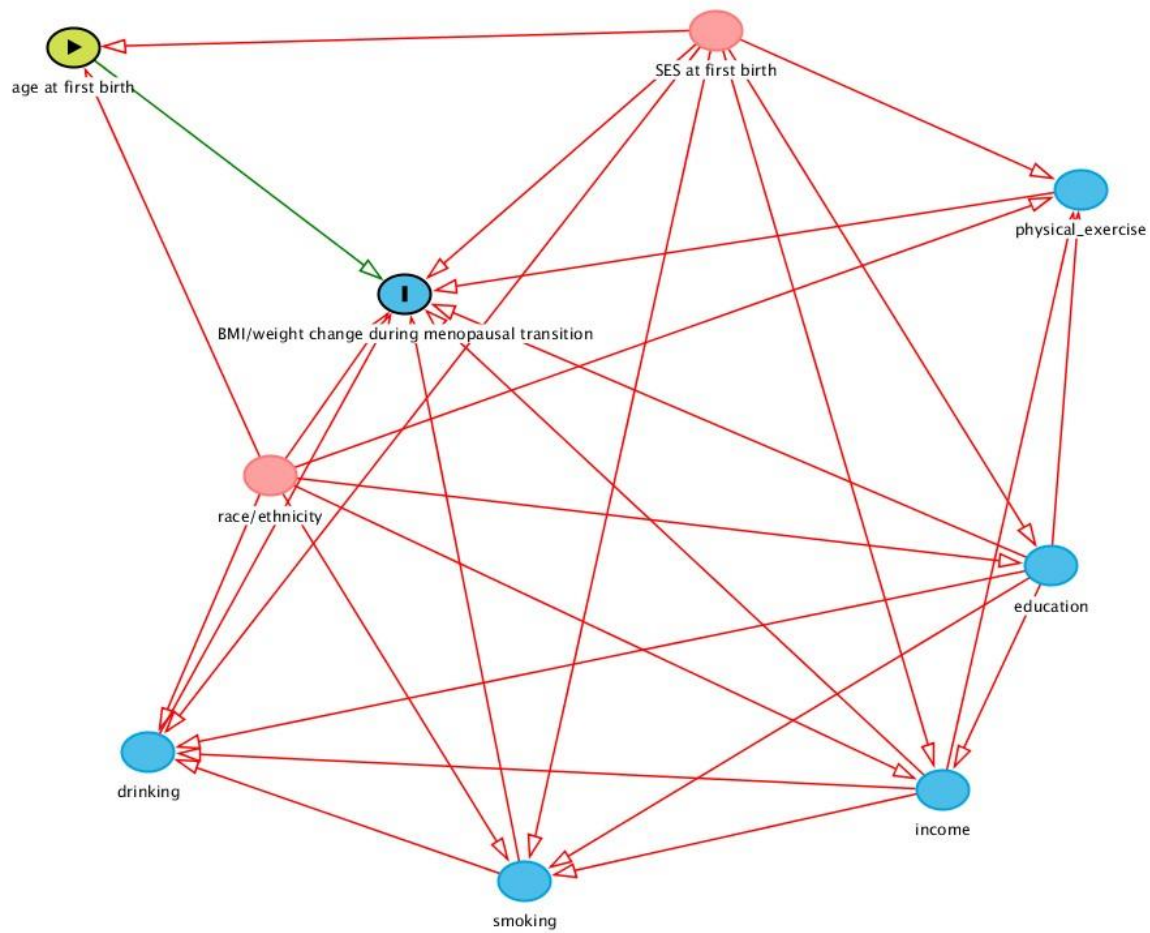 age at first birth
SES at first birth
physical_exercise
BMI/weight change during menopausal transition
race/ethnicity
education
drinking
income
smoking